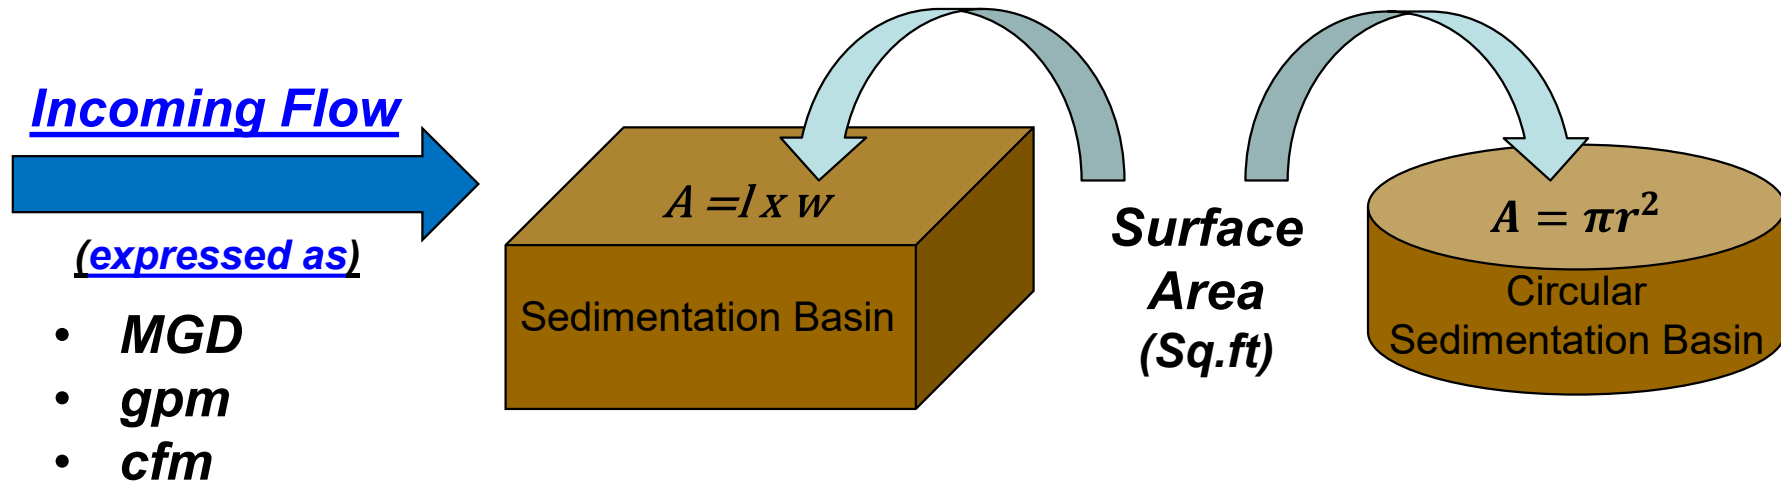 Incoming Flow
(expressed as)
• MGD
• gpm
• cfm
A =l x w
Sedimentation Basin
Surface
Area
(Sq.ft)
A = πr²
Circular
Sedimentation Basin